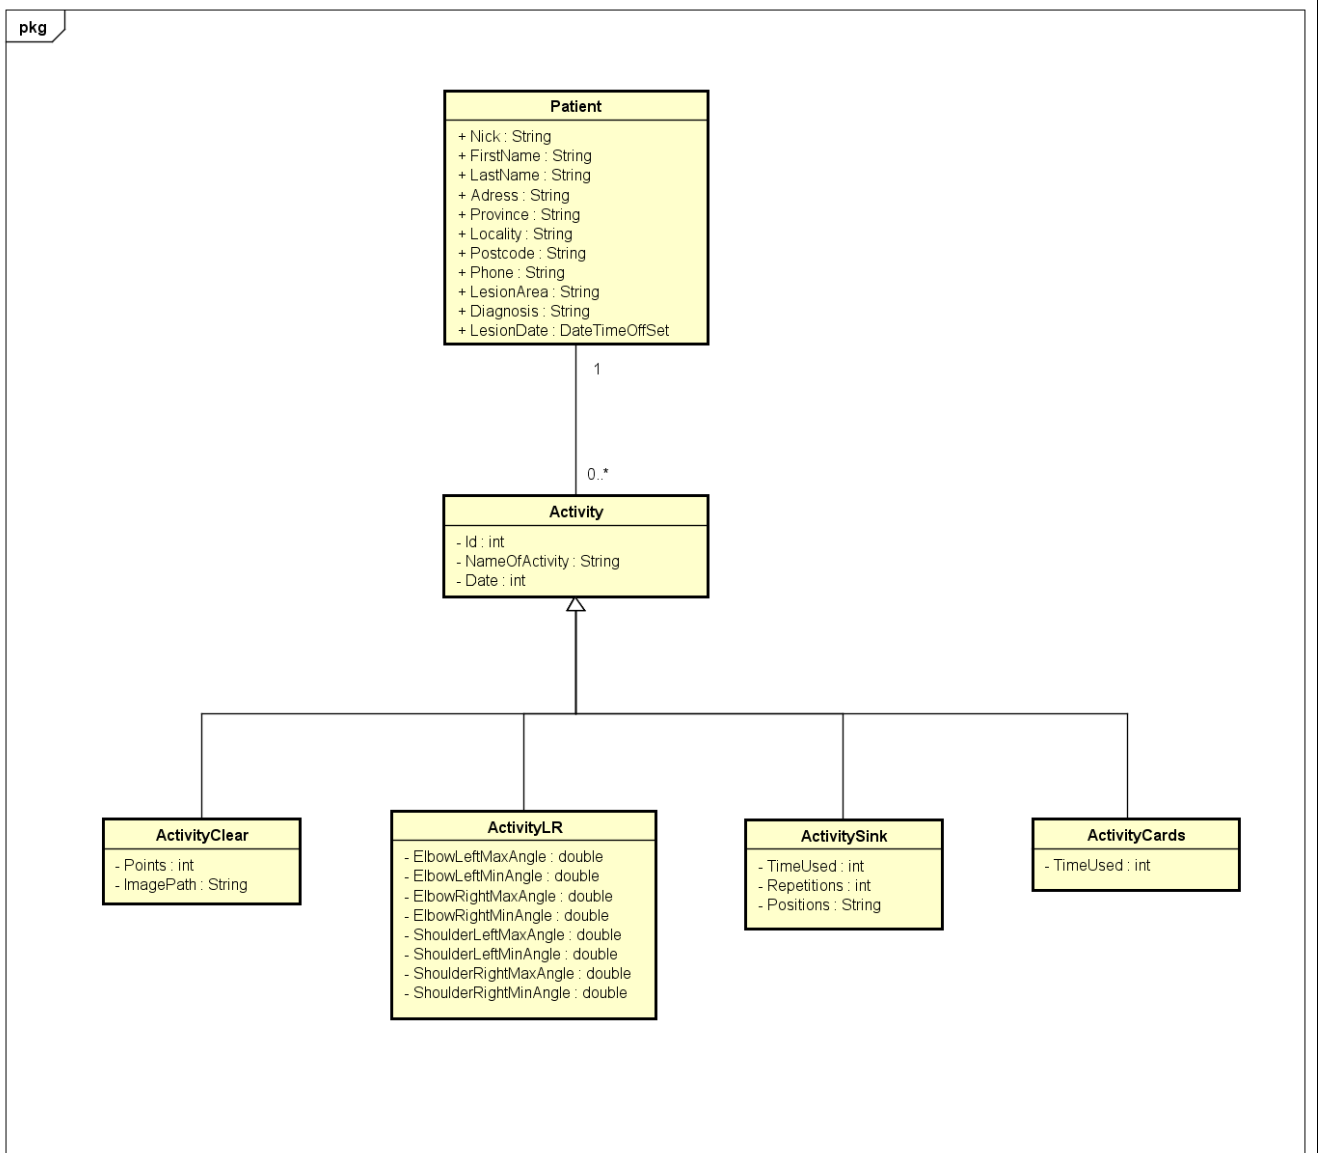 pkg
Patient
+ Nick : String
+ FirstName : String
+ LastName : String
+ Adress : String
+ Province : String
+ Locality : String
+ Postcode : String
+ Phone : String
+ LesionArea : String
+ Diagnosis : String
+ LesionDate : DateTimeOffSet
1
0..*
Activity
- Id : int
- NameOfActivity : String
- Date : int
ActivityClear
- Points : int
- ImagePath : String
ActivityLR
- ElbowLeftMaxAngle : double
- ElbowLeftMinAngle : double
- ElbowRightMaxAngle : double
- ElbowRightMinAngle : double
- ShoulderLeftMaxAngle : double
- ShoulderLeftMinAngle : double
- ShoulderRightMaxAngle : double
- ShoulderRightMinAngle : double
ActivitySink
- TimeUsed : int
- Repetitions : int
- Positions : String
ActivityCards
- TimeUsed : int